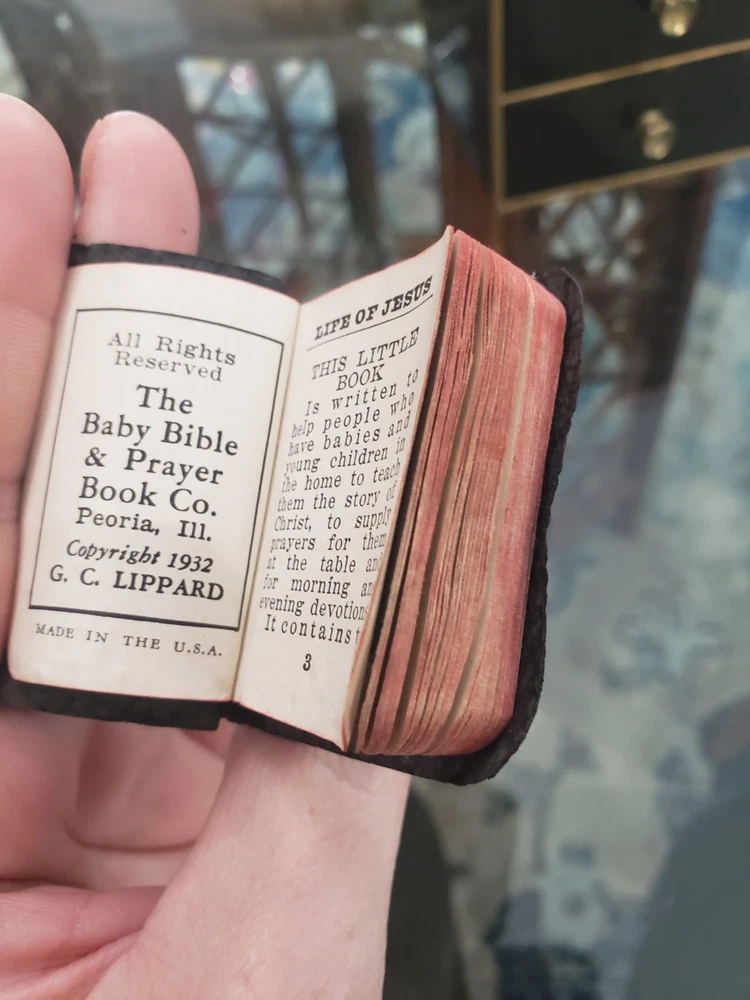 All Rights
Reserved
The
Baby Bible
& Prayer
Book Co.
Peoria, Ill.
Copyright 1932
G. C. LIPPARD
MADE IN THE U.S.A.
LIFE OF JESUS
THIS LITTLE
BOOK
Is written to
help people who
have babies and
young children in
the home to teach
them the story of
Christ, to supply
prayers for them
at the table and
for morning an
evening devotion
It contains t
3